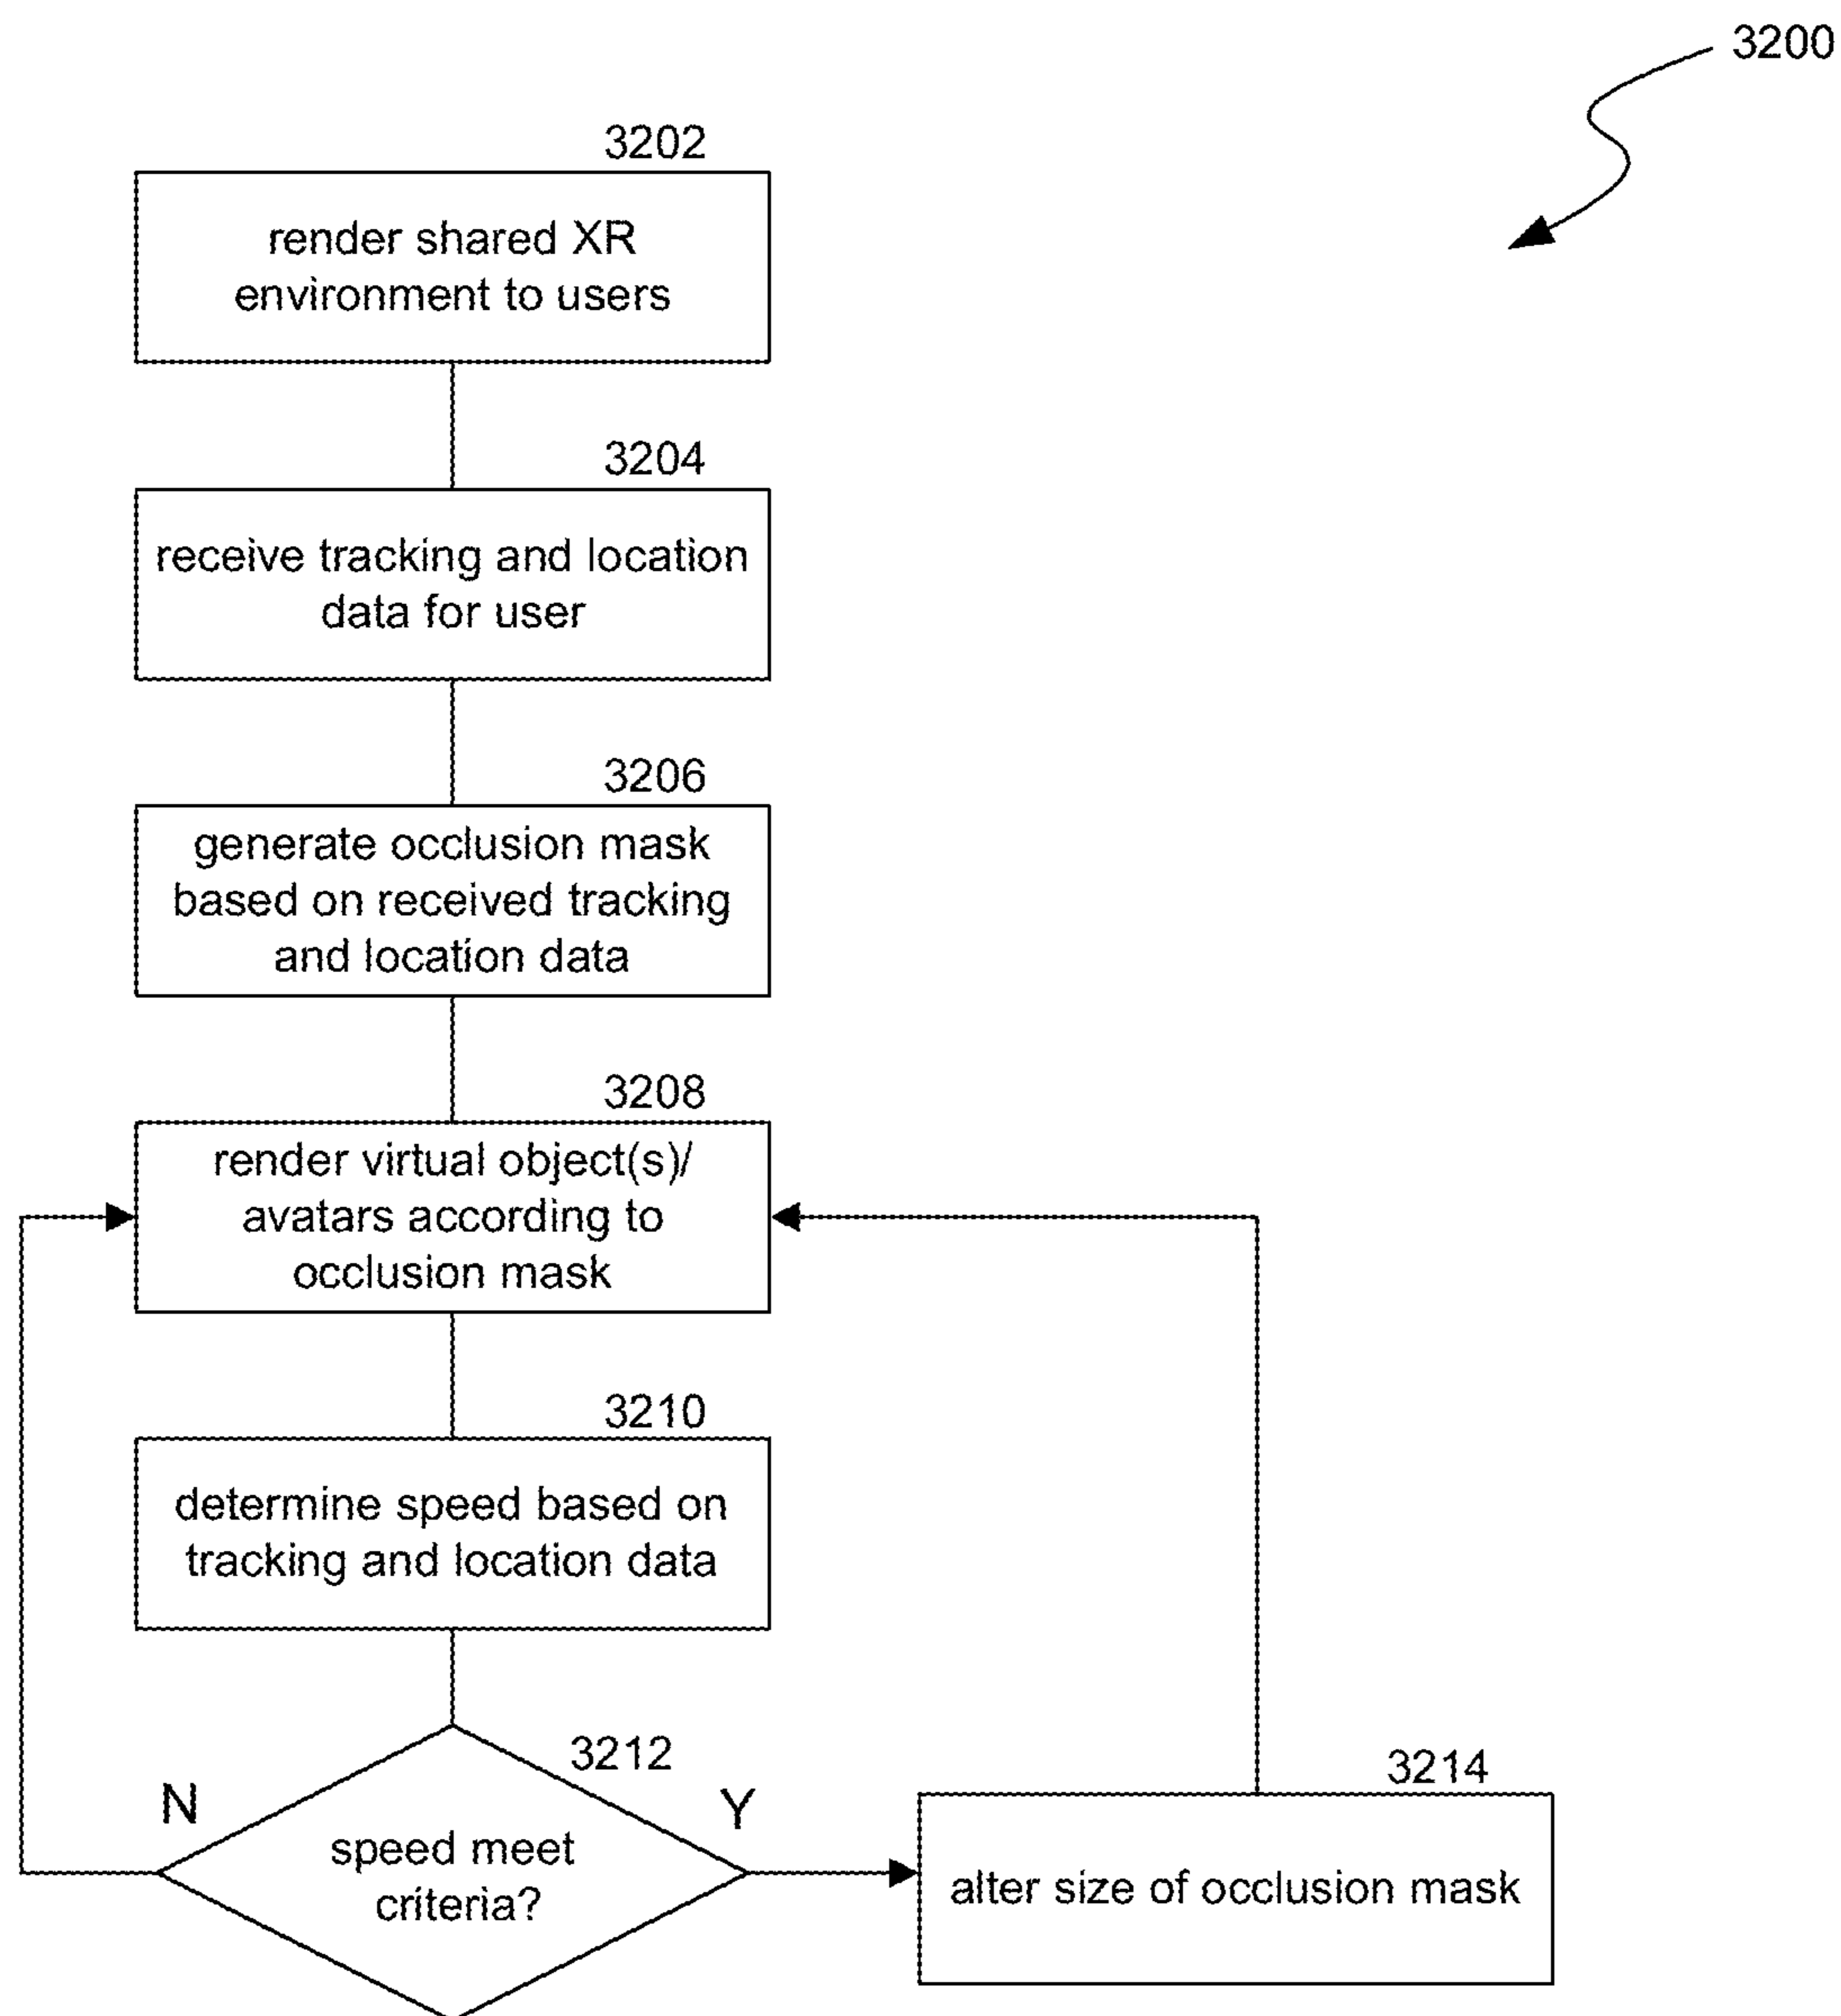 3200
3202
render shared XR
environment to users
3204
receive tracking and location
data for user
3206
generate occlusion mask
based on received tracking
and location data
3208
render virtual object(s)/
avatars according to
occlusion mask
3210
determine speed based on
tracking and location data
3212
N
Y
speed meet
criteria?
3214
alter size of occlusion mask